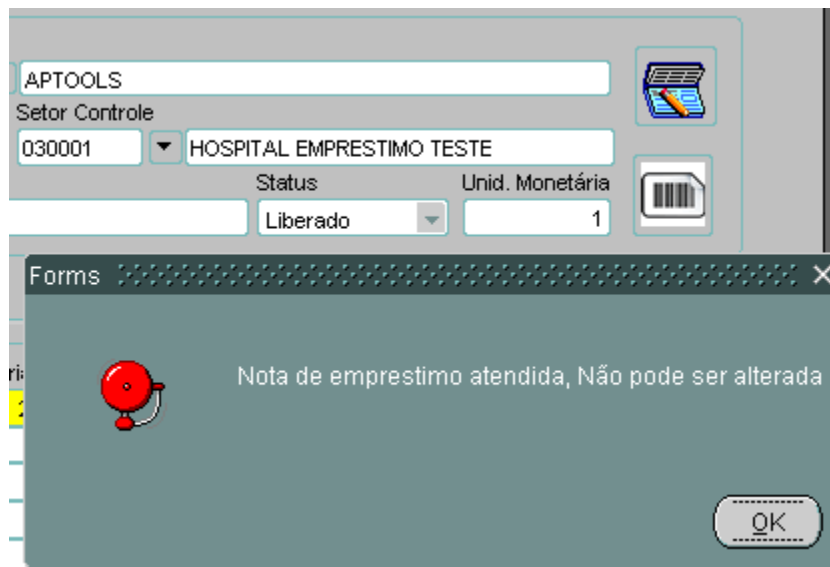 APTOOLS
Setor Controle
030001 HOSPITAL EMPRESTIMO TESTE
Status Unid. Monetária
Liberado 1
Forms
Nota de emprestimo atendida, Não pode ser alterada
OK